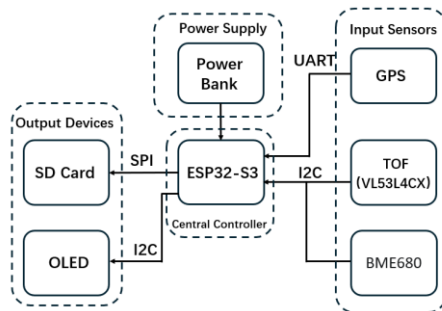 Power Supply
Power
Bank
Input Sensors
UART
GPS
Output Devices
SD Card
SPI
ESP32-S3
I2C
TOF
(VL53L4CX)
Central Controller
OLED
I2C
BME680